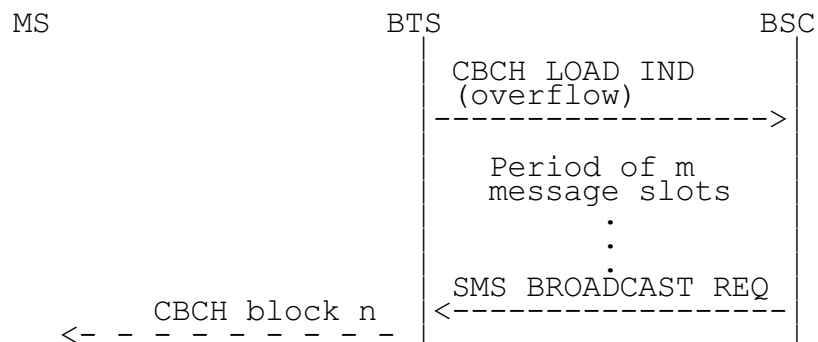 MS BTS BSC
CBCH LOAD IND
(overflow)
Period of m
message slots
.
.
.
SMS BROADCAST REQ
CBCH block n